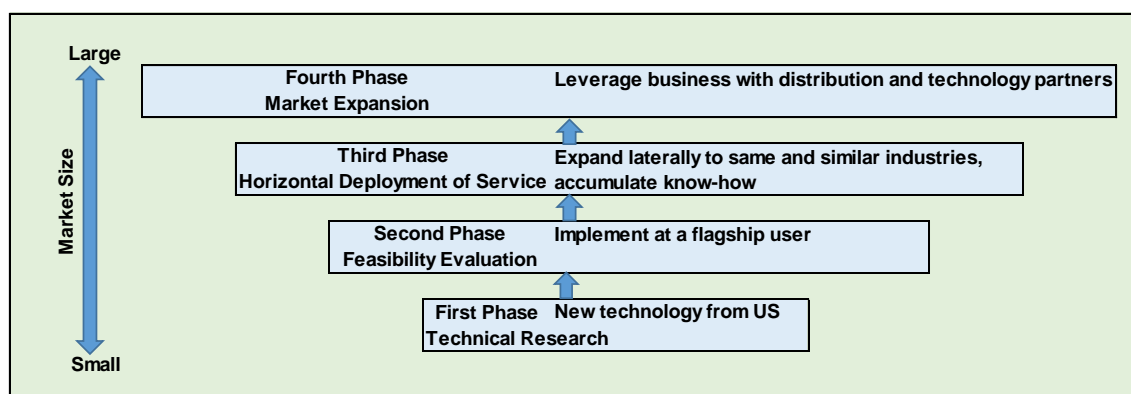 Large
Fourth Phase Leverage business with distribution and technology partners
Market Expansion
Third Phase Expand laterally to same and similar industries,
Horizontal Deployment of Service accumulate know-how
Market Size
Second Phase Implement at a flagship user
Feasibility Evaluation
First Phase New technology from US
Technical Research
Small